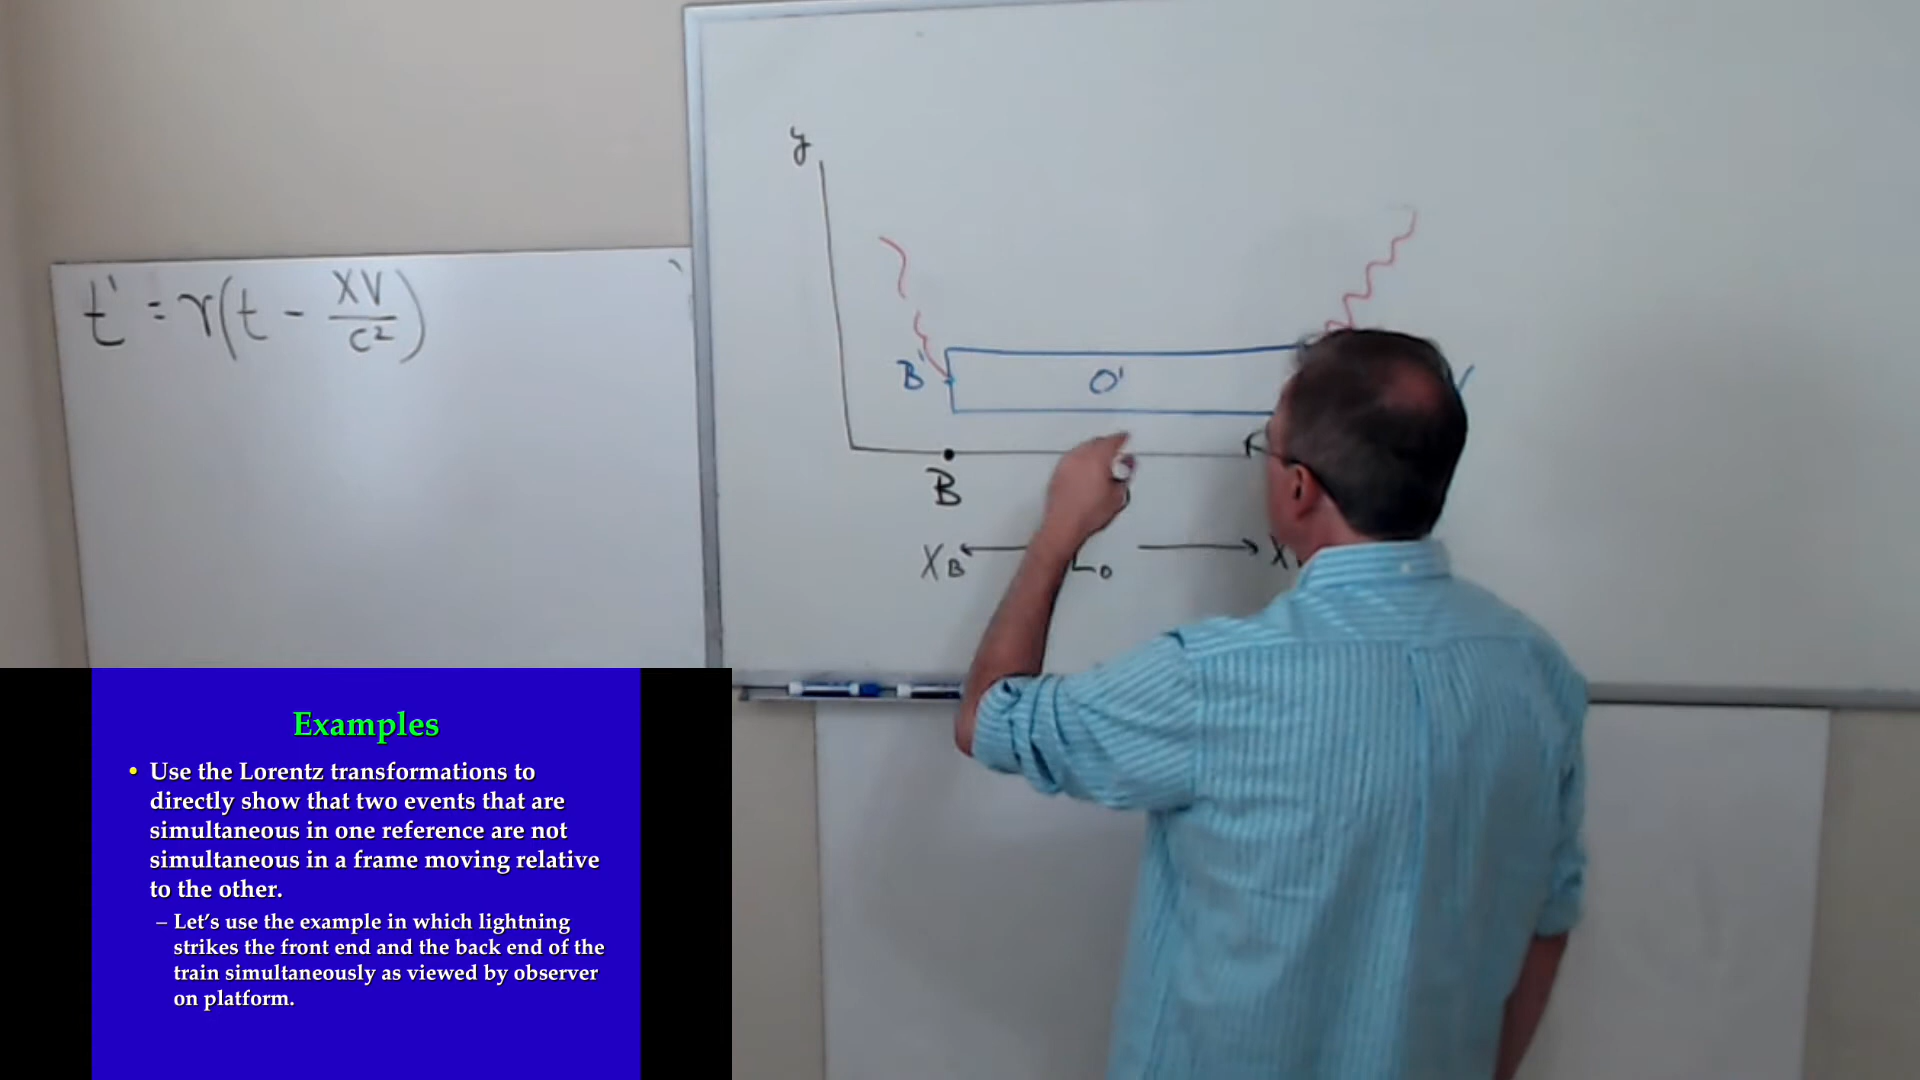 y
t' = γ(t - XV/c²)
B' O' V
B
X_B L₀ X
Examples
• Use the Lorentz transformations to
directly show that two events that are
simultaneous in one reference are not
simultaneous in a frame moving relative
to the other.
– Let's use the example in which lightning
strikes the front end and the back end of the
train simultaneously as viewed by observer
on platform.